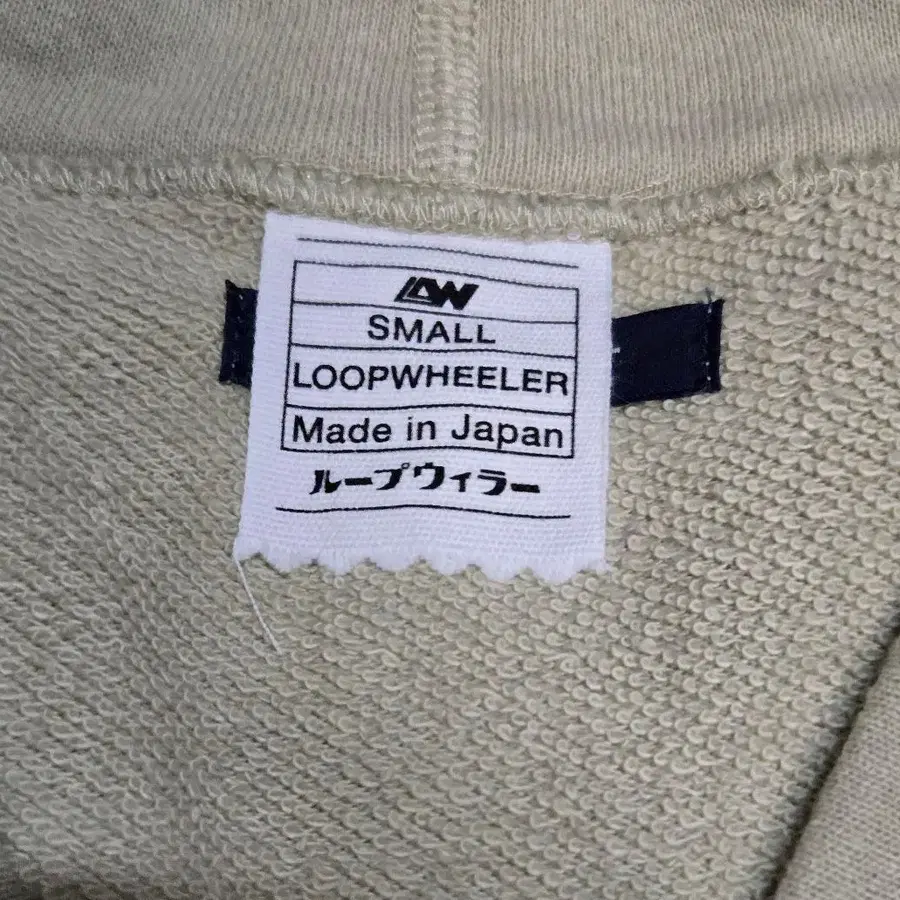 LW
SMALL
LOOPWHEELER
Made in Japan
ループウィラー